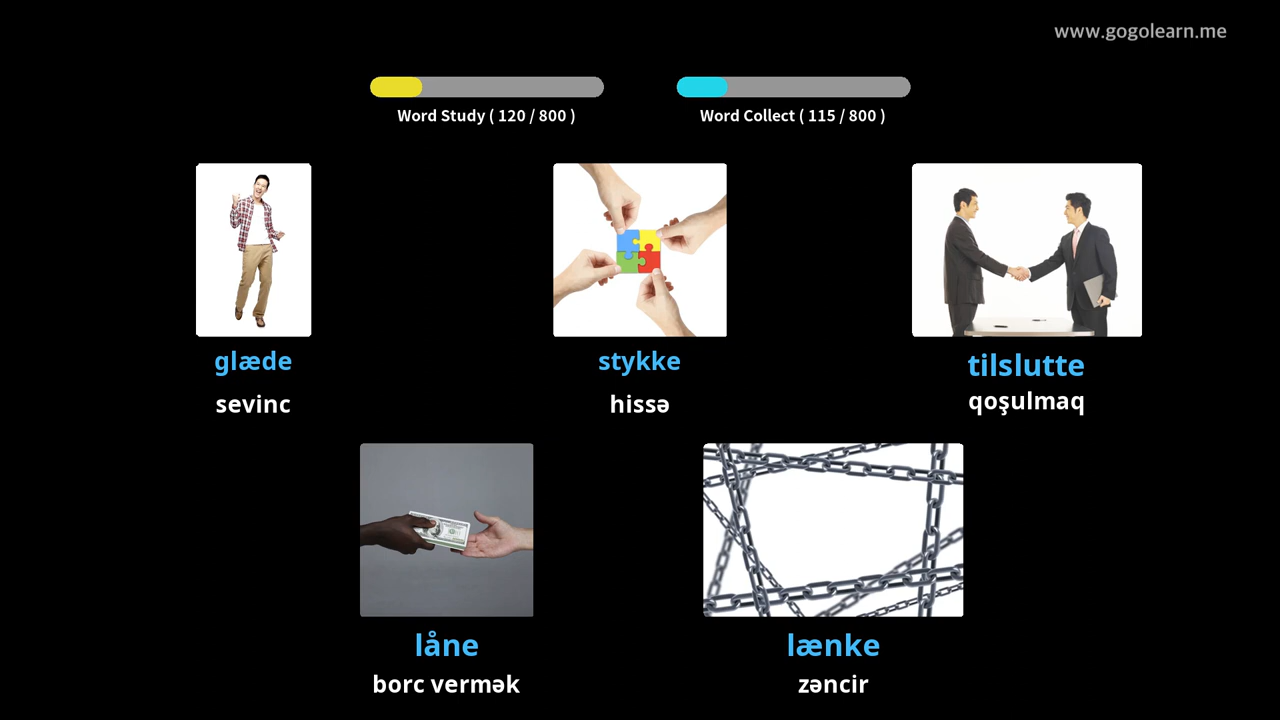 www.gogolearn.me
Word Study ( 120 / 800 )
Word Collect ( 115 / 800 )
glæde
stykke
tilslutte
sevinc
hissə
qoşulmaq
låne
lænke
borc vermək
zəncir